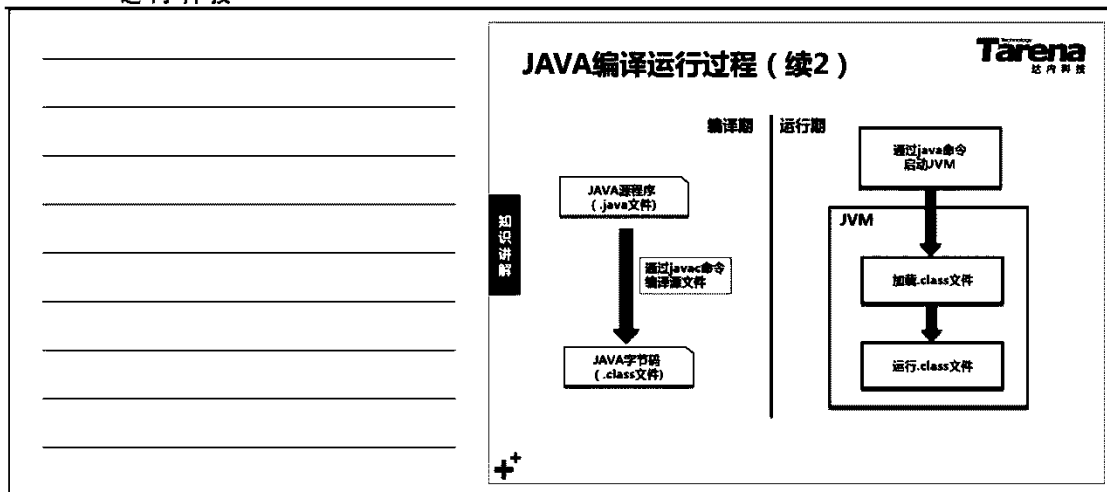 达内科技
JAVA编译运行过程（续2）
Technology
Tarena
达内科技
知识讲解
编译期
运行期
JAVA源程序
（.java文件）
通过javac命令
编译源文件
JAVA字节码
（.class文件）
通过java命令
启动JVM
JVM
加载.class文件
运行.class文件